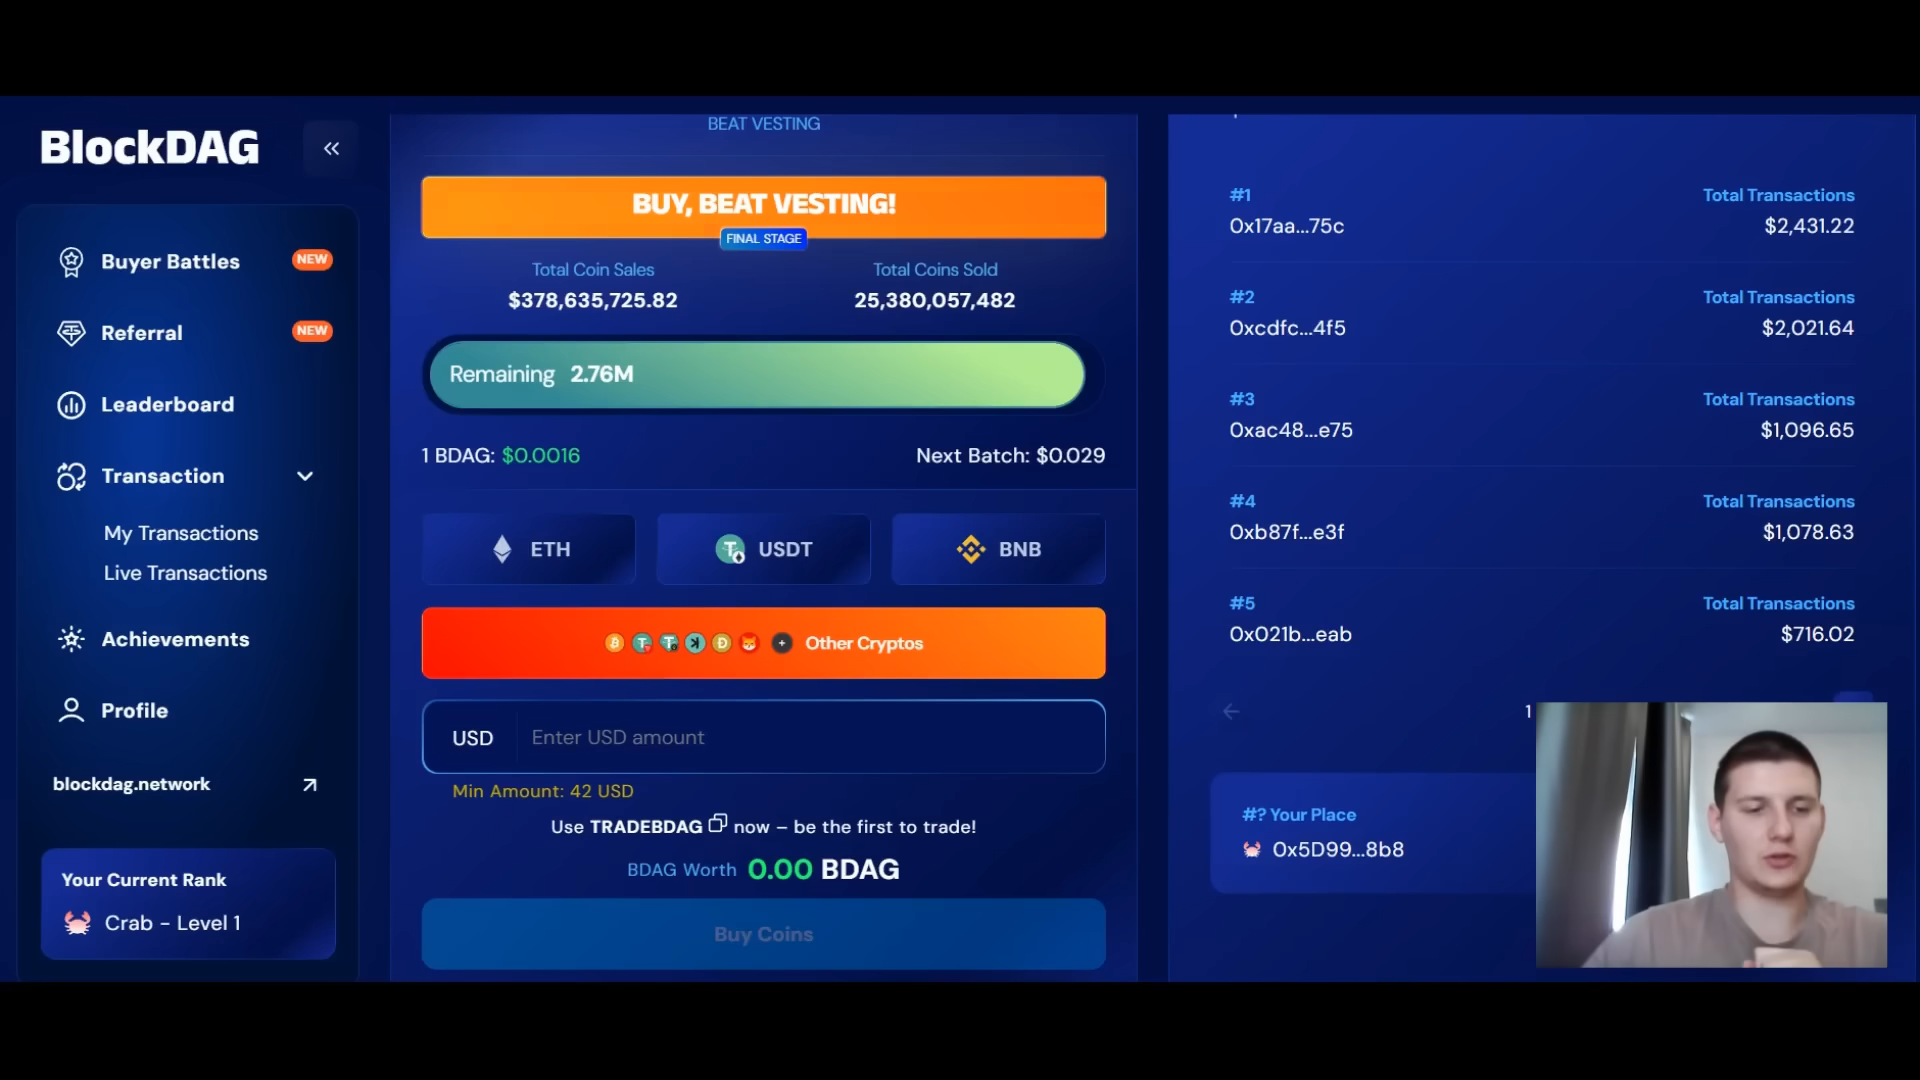 BlockDAG
Buyer Battles NEW
Referral NEW
Leaderboard
Transaction
My Transactions
Live Transactions
Achievements
Profile
blockdag.network
Your Current Rank
Crab - Level 1
BEAT VESTING
BUY, BEAT VESTING!
FINAL STAGE
Total Coin Sales Total Coins Sold
$378,635,725.82 25,380,057,482
Remaining 2.76M
1 BDAG: $0.0016 Next Batch: $0.029
ETH USDT BNB
Other Cryptos
USD Enter USD amount
Min Amount: 42 USD
Use TRADEBDAG now – be the first to trade!
BDAG Worth 0.00 BDAG
Buy Coins
#1 Total Transactions
0x17aa...75c $2,431.22
#2 Total Transactions
0xcdfc...4f5 $2,021.64
#3 Total Transactions
0xac48...e75 $1,096.65
#4 Total Transactions
0xb87f...e3f $1,078.63
#5 Total Transactions
0x021b...eab $716.02
1
#? Your Place
0x5D99...8b8